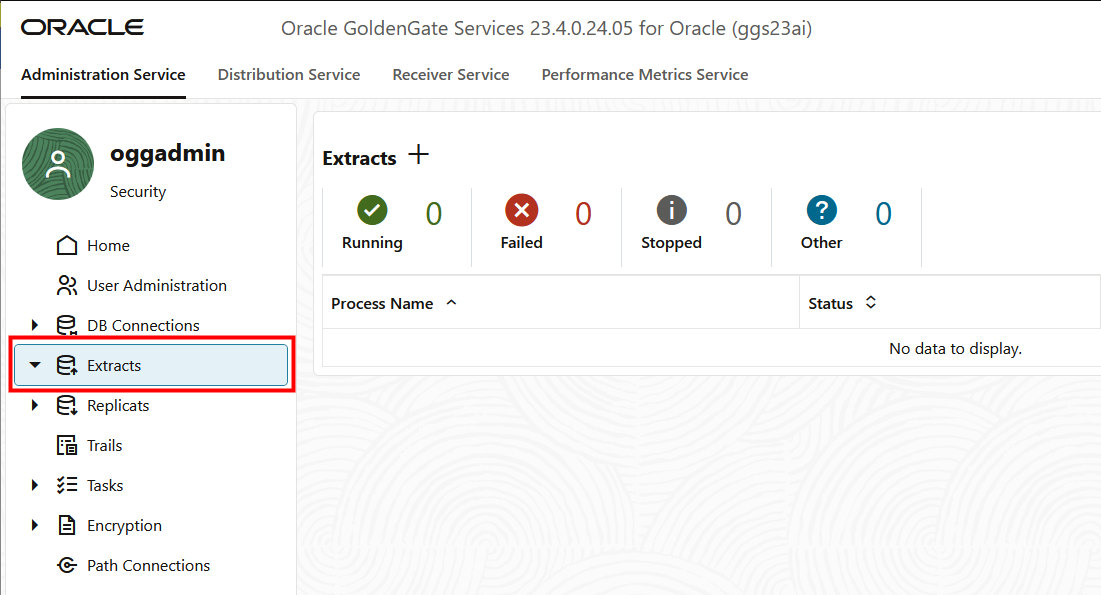 ORACLE
Oracle GoldenGate Services 23.4.0.24.05 for Oracle (ggs23ai)
Administration Service
Distribution Service
Receiver Service
Performance Metrics Service
oggadmin
Security
Home
User Administration
DB Connections
Extracts
Replicats
Trails
Tasks
Encryption
Path Connections
Extracts
0
Running
0
Failed
0
Stopped
0
Other
Process Name
Status
No data to display.